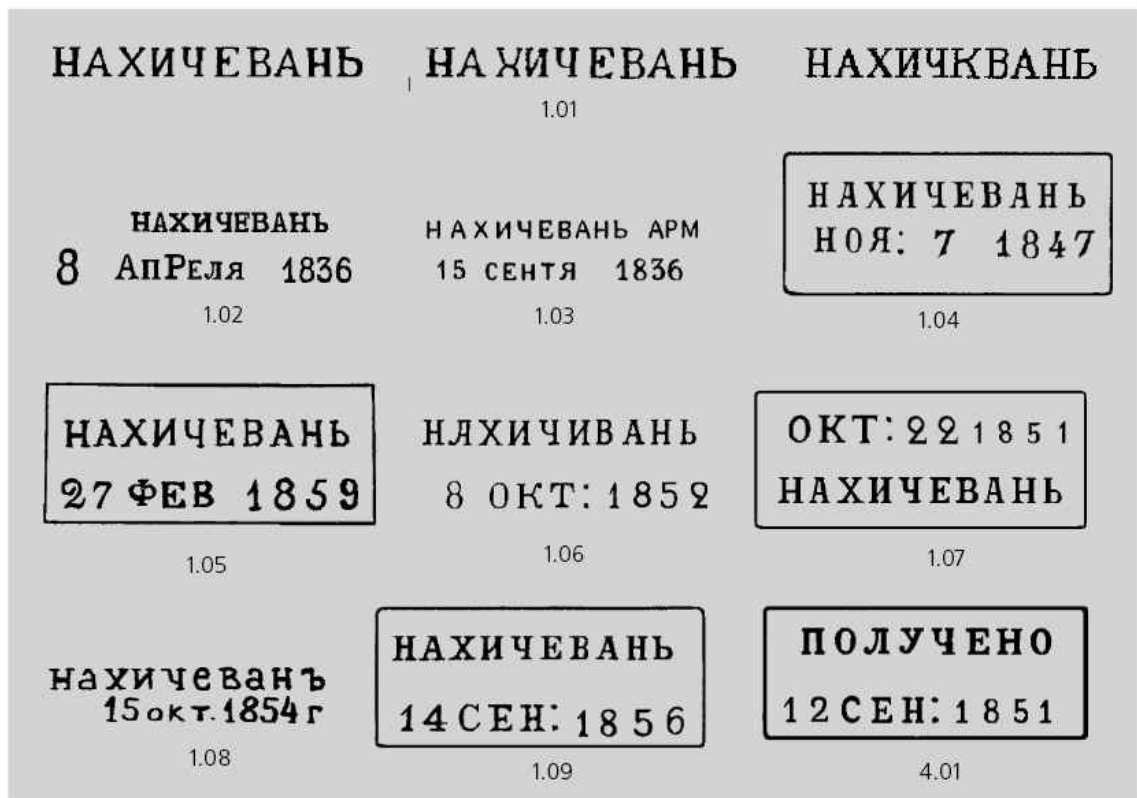 НАХИЧЕВАНЬ НАХИЧЕВАНЬ НАХИЧКВАНЬ
1.01
НАХИЧЕВАНЬ
8 АпРеля 1836
1.02
НАХИЧЕВАНЬ АРМ
15 СЕНТЯ 1836
1.03
НАХИЧЕВАНЬ
НОЯ: 7 1847
1.04
НАХИЧЕВАНЬ
27 ФЕВ 1859
1.05
НАХИЧИВАНЬ
8 ОКТ: 1852
1.06
ОКТ: 22 1851
НАХИЧЕВАНЬ
1.07
нахичеванъ
15 окт. 1854 г
1.08
НАХИЧЕВАНЬ
14 СЕН: 1856
1.09
ПОЛУЧЕНО
12 СЕН: 1851
4.01